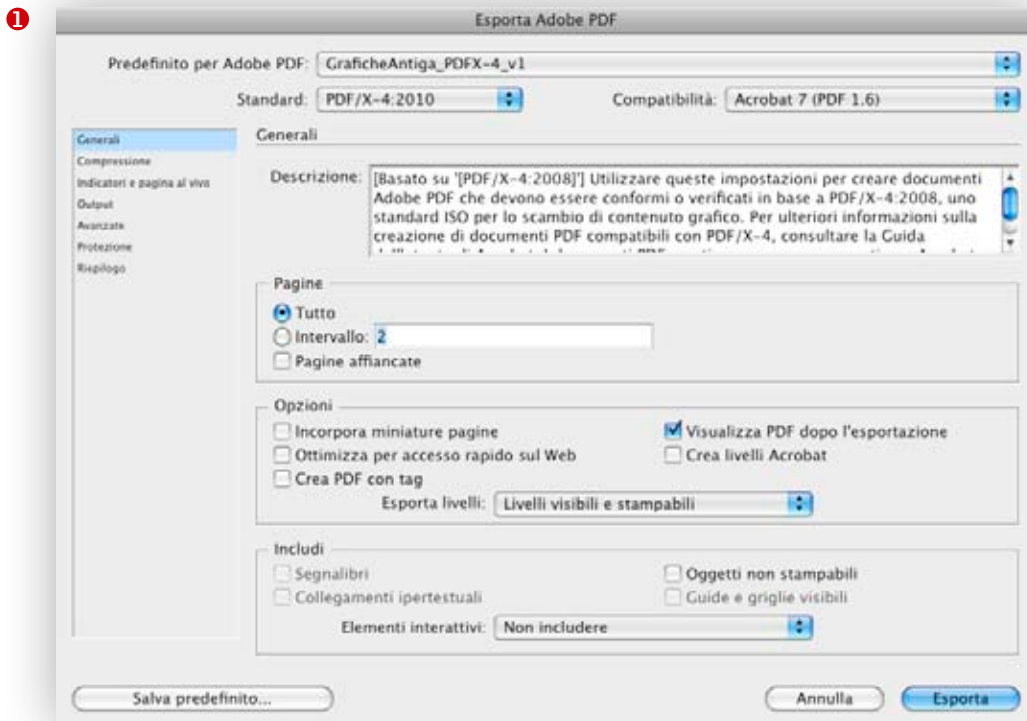 1
Esporta Adobe PDF
Predefinito per Adobe PDF: GraficheAntiga_PDFX-4_v1
Standard: PDF/X-4:2010 Compatibilità: Acrobat 7 (PDF 1.6)
Generali
Compressione
Indicatori e pagina al vivo
Output
Avanzate
Protezione
Riepilogo
Generali
Descrizione: [Basato su '[PDF/X-4:2008]'] Utilizzare queste impostazioni per creare documenti
Adobe PDF che devono essere conformi o verificati in base a PDF/X-4:2008, uno
standard ISO per lo scambio di contenuto grafico. Per ulteriori informazioni sulla
creazione di documenti PDF compatibili con PDF/X-4, consultare la Guida
Pagine
Tutto
Intervallo: 2
Pagine affiancate
Opzioni
Incorpora miniature pagine Visualizza PDF dopo l'esportazione
Ottimizza per accesso rapido sul Web Crea livelli Acrobat
Crea PDF con tag
Esporta livelli: Livelli visibili e stampabili
Includi
Segnalibri Oggetti non stampabili
Collegamenti ipertestuali Guide e griglie visibili
Elementi interattivi: Non includere
Salva predefinito... Annulla Esporta